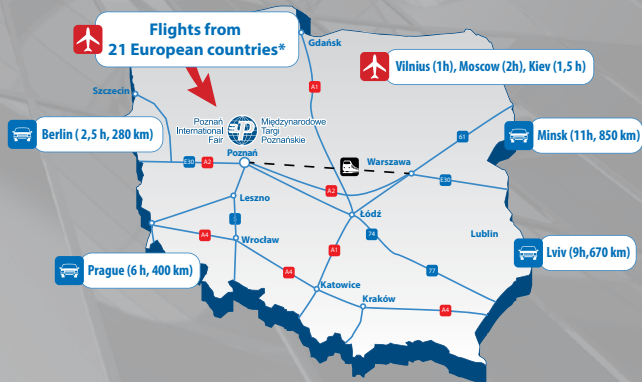 Flights from
21 European countries*
Gdańsk
A1
Vilnius (1h), Moscow (2h), Kiev (1,5 h)
Szczecin
Poznań
International
Fair
Międzynarodowe
Targi
Poznańskie
Berlin ( 2,5 h, 280 km)
61
Minsk (11h, 850 km)
Poznań
Warszawa
E30
A2
A2
E30
Leszno
Łódź
Lublin
A4
Wrocław
A1
74
Lviv (9h,670 km)
Prague (6 h, 400 km)
A4
77
Katowice
Kraków
A4